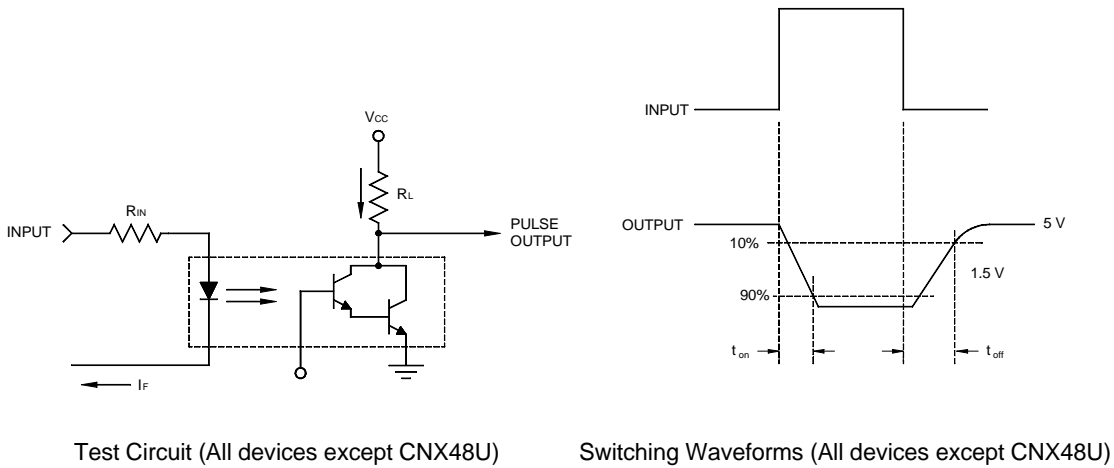 VCC
RL
RIN
INPUT
PULSE
OUTPUT
IF
Test Circuit (All devices except CNX48U)
INPUT
OUTPUT
5 V
10%
1.5 V
90%
ton
toff
Switching Waveforms (All devices except CNX48U)